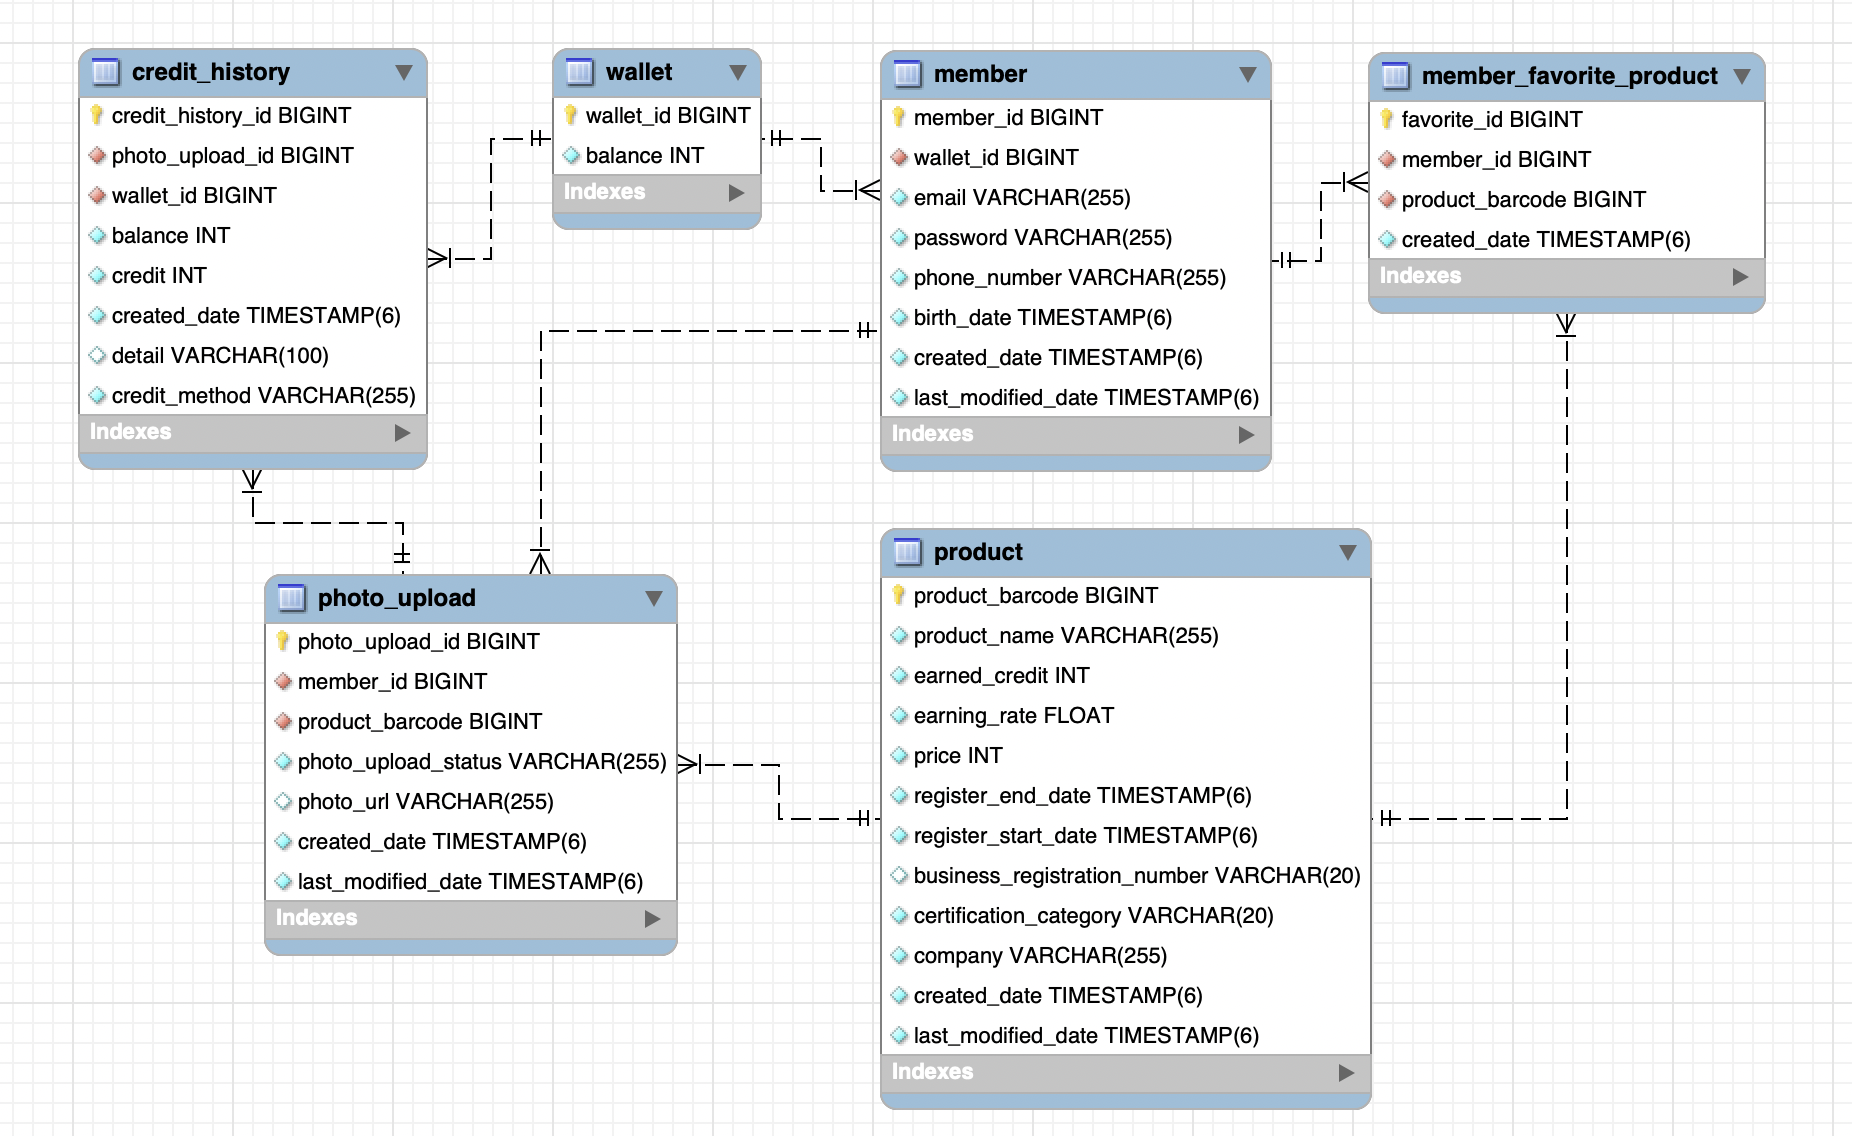 credit_history
credit_history_id BIGINT
photo_upload_id BIGINT
wallet_id BIGINT
balance INT
credit INT
created_date TIMESTAMP(6)
detail VARCHAR(100)
credit_method VARCHAR(255)
Indexes
wallet
wallet_id BIGINT
balance INT
Indexes
member
member_id BIGINT
wallet_id BIGINT
email VARCHAR(255)
password VARCHAR(255)
phone_number VARCHAR(255)
birth_date TIMESTAMP(6)
created_date TIMESTAMP(6)
last_modified_date TIMESTAMP(6)
Indexes
member_favorite_product
favorite_id BIGINT
member_id BIGINT
product_barcode BIGINT
created_date TIMESTAMP(6)
Indexes
photo_upload
photo_upload_id BIGINT
member_id BIGINT
product_barcode BIGINT
photo_upload_status VARCHAR(255)
photo_url VARCHAR(255)
created_date TIMESTAMP(6)
last_modified_date TIMESTAMP(6)
Indexes
product
product_barcode BIGINT
product_name VARCHAR(255)
earned_credit INT
earning_rate FLOAT
price INT
register_end_date TIMESTAMP(6)
register_start_date TIMESTAMP(6)
business_registration_number VARCHAR(20)
certification_category VARCHAR(20)
company VARCHAR(255)
created_date TIMESTAMP(6)
last_modified_date TIMESTAMP(6)
Indexes